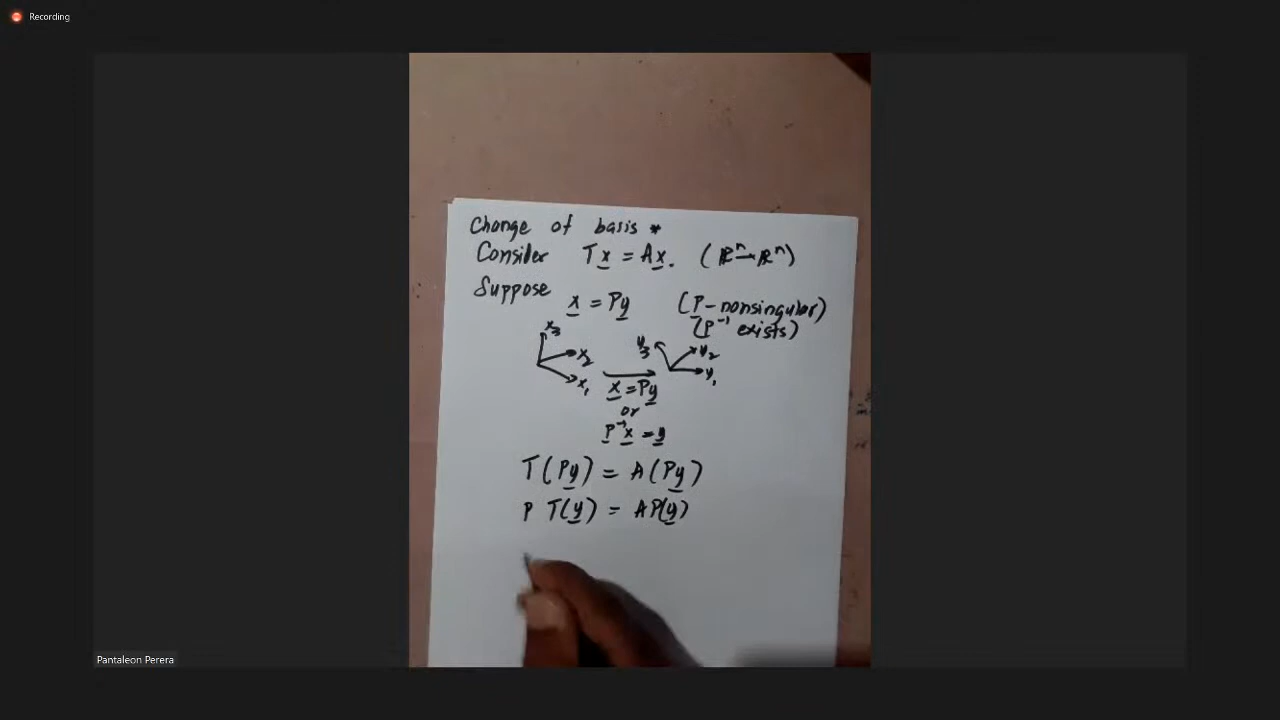 Recording
Change of basis *
Consider Tx = Ax. (ℝⁿ→ℝⁿ)
Suppose x = Py (P-nonsingular)
(P⁻¹ exists)
x₃ y₃ y₂
x₂ y₁
x₁ x = Py
or
P⁻¹x = y
T(Py) = A(Py)
P T(y) = AP(y)
Pantaleon Perera